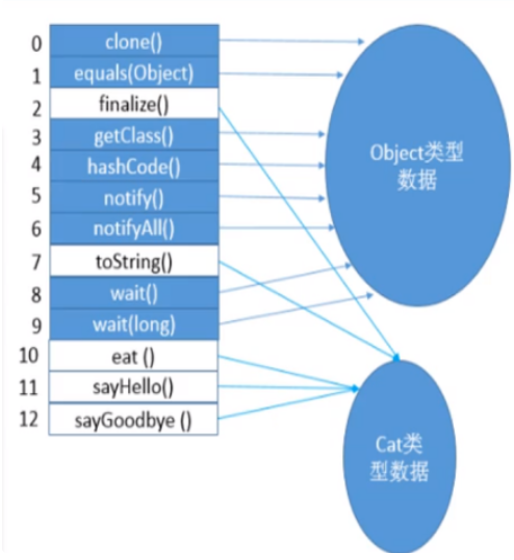 0 clone()
1 equals(Object)
2 finalize()
3 getClass()
4 hashCode()
5 notify()
6 notifyAll()
7 toString()
8 wait()
9 wait(long)
10 eat ()
11 sayHello()
12 sayGoodbye ()
Object类型
数据
Cat类
型数据